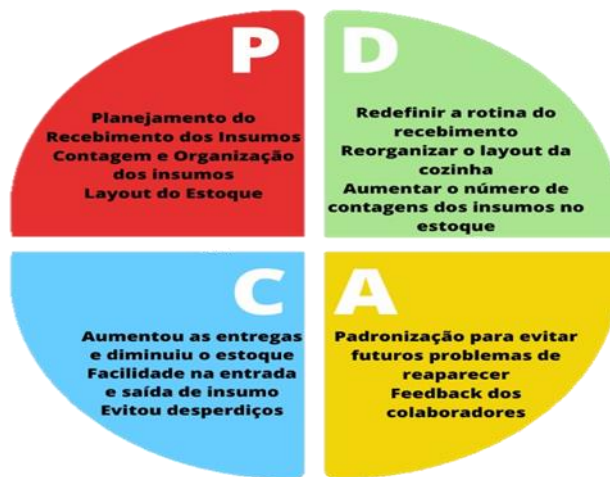 P
Planejamento do
Recebimento dos Insumos
Contagem e Organização
dos insumos
Layout do Estoque
D
Redefinir a rotina do
recebimento
Reorganizar o layout da
cozinha
Aumentar o número de
contagens dos insumos no
estoque
C
Aumentou as entregas
e diminuiu o estoque
Facilidade na entrada
e saída de insumo
Evitou desperdiços
A
Padronização para evitar
futuros problemas de
reaparecer
Feedback dos
colaboradores